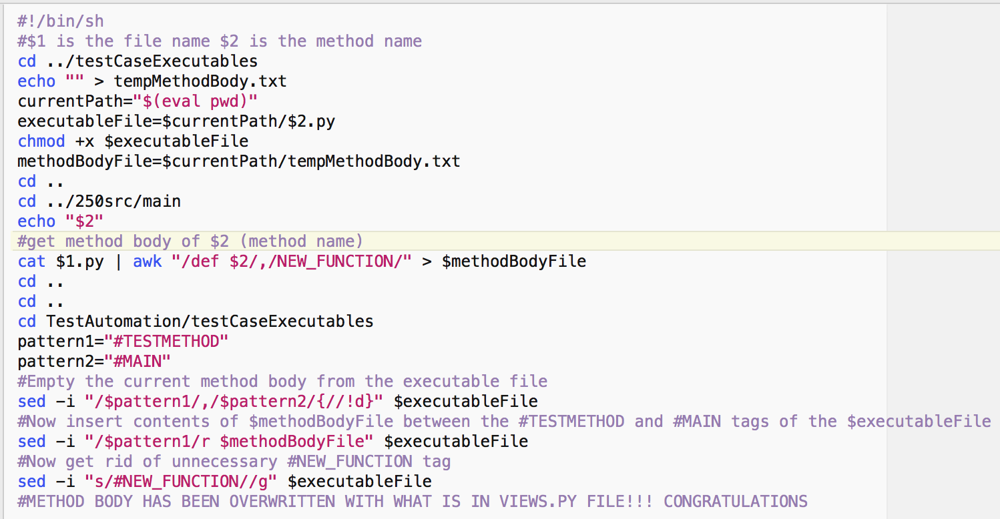 #!/bin/sh
#$1 is the file name $2 is the method name
cd ../testCaseExecutables
echo "" > tempMethodBody.txt
currentPath="$(eval pwd)"
executableFile=$currentPath/$2.py
chmod +x $executableFile
methodBodyFile=$currentPath/tempMethodBody.txt
cd ..
cd ../250src/main
echo "$2"
#get method body of $2 (method name)
cat $1.py | awk "/def $2/,/NEW_FUNCTION/" > $methodBodyFile
cd ..
cd ..
cd TestAutomation/testCaseExecutables
pattern1="#TESTMETHOD"
pattern2="#MAIN"
#Empty the current method body from the executable file
sed -i "/$pattern1/,/$pattern2/{//!d}" $executableFile
#Now insert contents of $methodBodyFile between the #TESTMETHOD and #MAIN tags of the $executableFile
sed -i "/$pattern1/r $methodBodyFile" $executableFile
#Now get rid of unnecessary #NEW_FUNCTION tag
sed -i "s/#NEW_FUNCTION//g" $executableFile
#METHOD BODY HAS BEEN OVERWRITTEN WITH WHAT IS IN VIEWS.PY FILE!!! CONGRATULATIONS